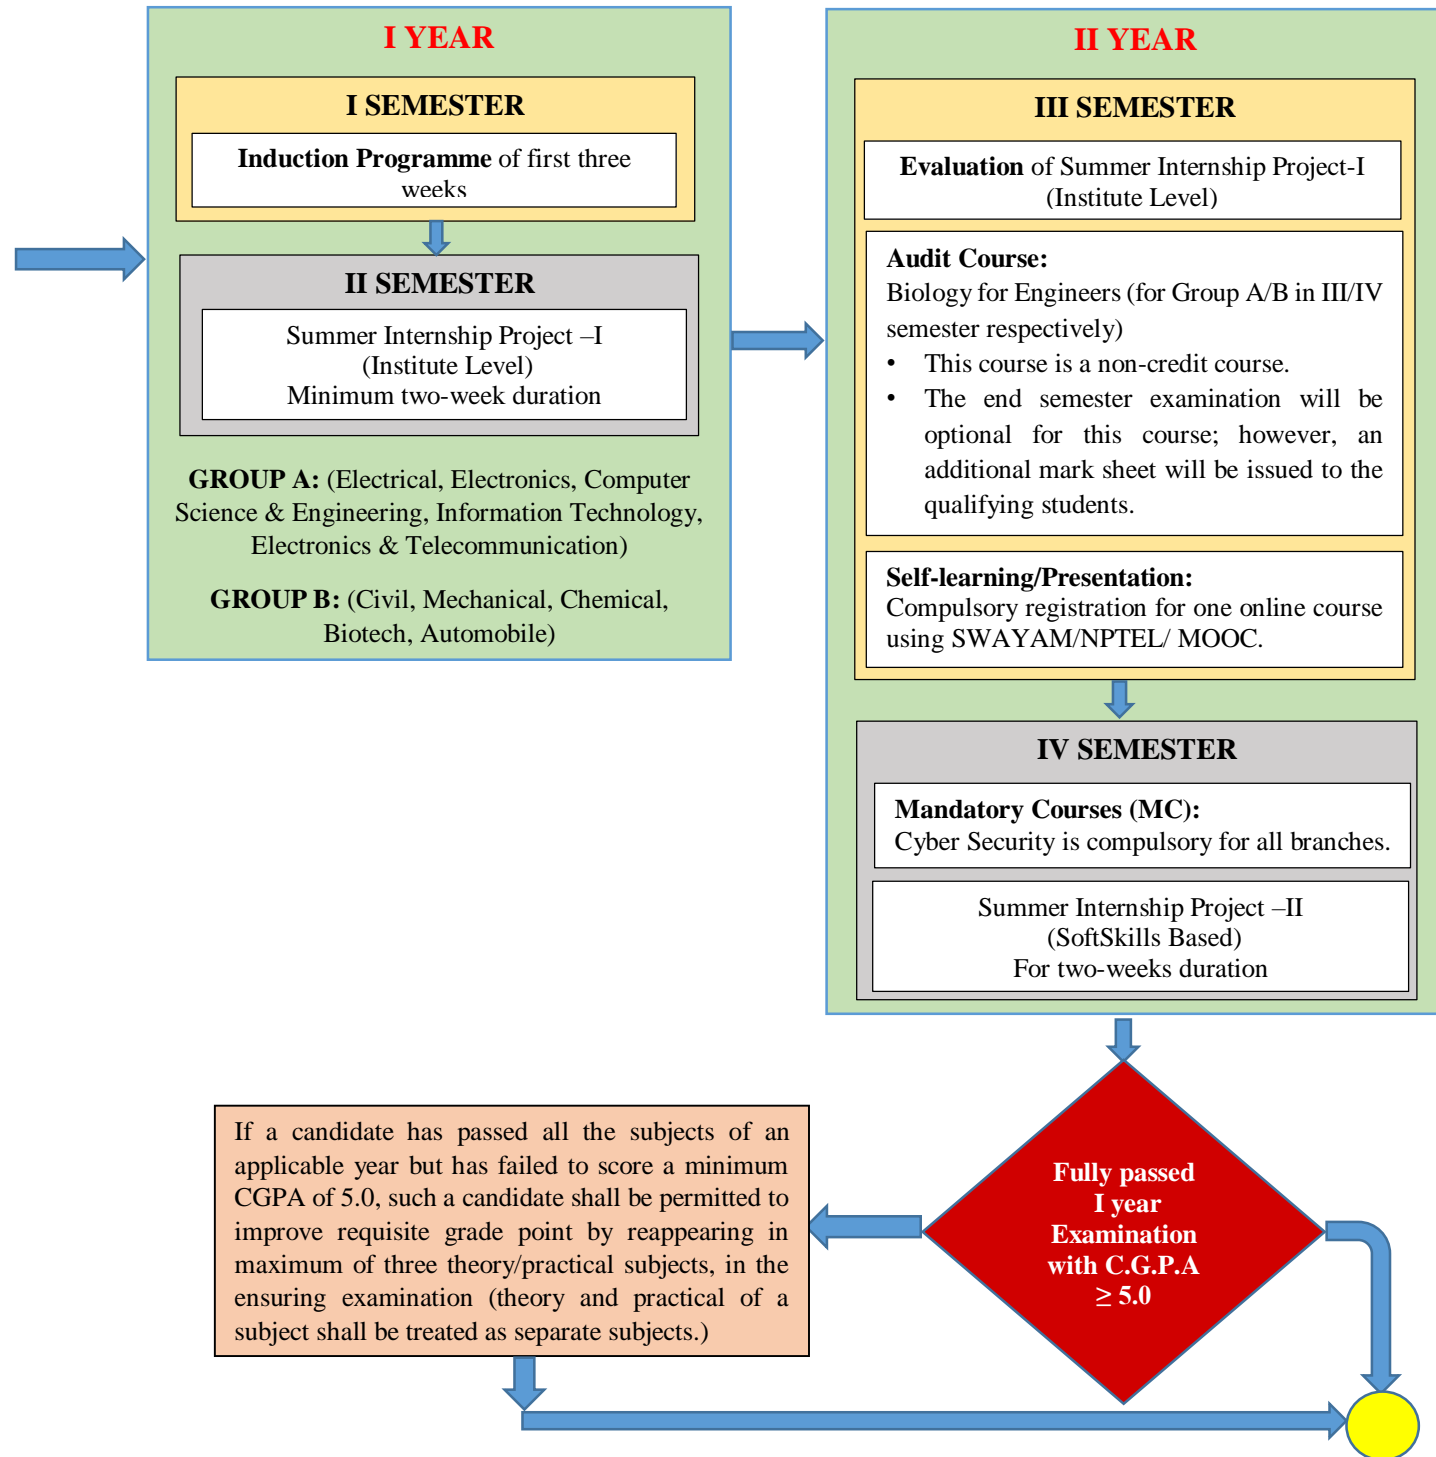 I YEAR
I SEMESTER
Induction Programme of first three
weeks
II SEMESTER
Summer Internship Project –I
(Institute Level)
Minimum two-week duration
GROUP A: (Electrical, Electronics, Computer
Science & Engineering, Information Technology,
Electronics & Telecommunication)
GROUP B: (Civil, Mechanical, Chemical,
Biotech, Automobile)
II YEAR
III SEMESTER
Evaluation of Summer Internship Project-I
(Institute Level)
Audit Course:
Biology for Engineers (for Group A/B in III/IV
semester respectively)
• This course is a non-credit course.
• The end semester examination will be
optional for this course; however, an
additional mark sheet will be issued to the
qualifying students.
Self-learning/Presentation:
Compulsory registration for one online course
using SWAYAM/NPTEL/ MOOC.
IV SEMESTER
Mandatory Courses (MC):
Cyber Security is compulsory for all branches.
Summer Internship Project –II
(SoftSkills Based)
For two-weeks duration
Fully passed
I year
Examination
with C.G.P.A
≥ 5.0
If a candidate has passed all the subjects of an
applicable year but has failed to score a minimum
CGPA of 5.0, such a candidate shall be permitted to
improve requisite grade point by reappearing in
maximum of three theory/practical subjects, in the
ensuring examination (theory and practical of a
subject shall be treated as separate subjects.)